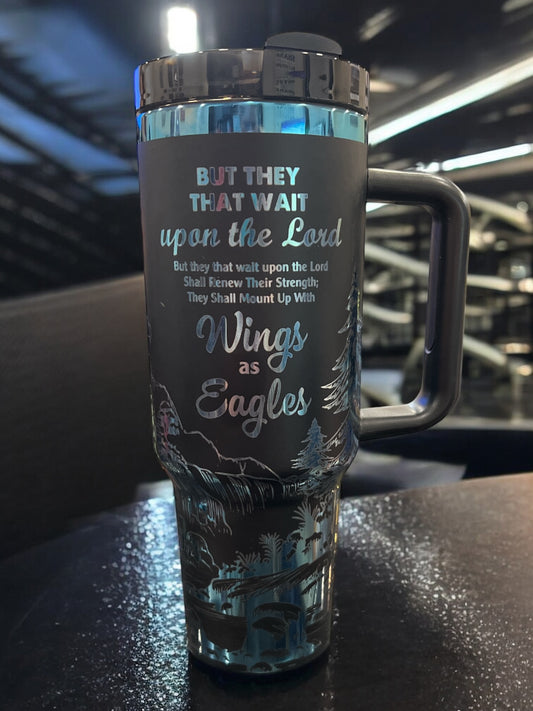 BUT THEY
THAT WAIT
upon the Lord
But they that wait upon the Lord
Shall Renew Their Strength;
They Shall Mount Up With
Wings
as
Eagles